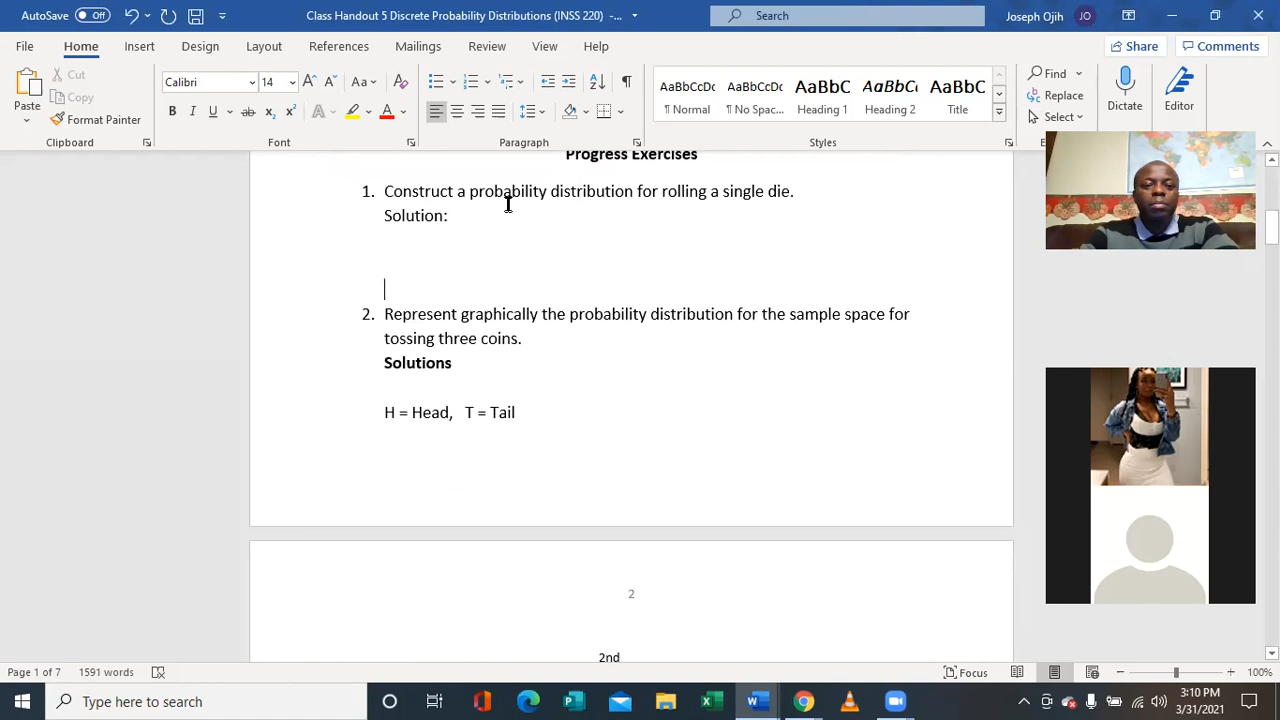 AutoSave Off Class Handout 5 Discrete Probability Distributions (INSS 220) -... Search Joseph Ojih JO
File Home Insert Design Layout References Mailings Review View Help Share Comments
Paste Cut Copy Format Painter
Calibri 14 Aa
B I U ab x2 x2 A A
AaBbCcDc AaBbCcDc AaBbC AaBbCcI AaBbC
¶ Normal ¶ No Spac... Heading 1 Heading 2 Title
Find Replace Select Dictate Editor
Clipboard Font Paragraph Styles
Progress Exercises
1. Construct a probability distribution for rolling a single die.
Solution:
2. Represent graphically the probability distribution for the sample space for
tossing three coins.
Solutions
H = Head, T = Tail
2
2nd
Page 1 of 7 1591 words Focus 100%
Type here to search 3:10 PM
3/31/2021